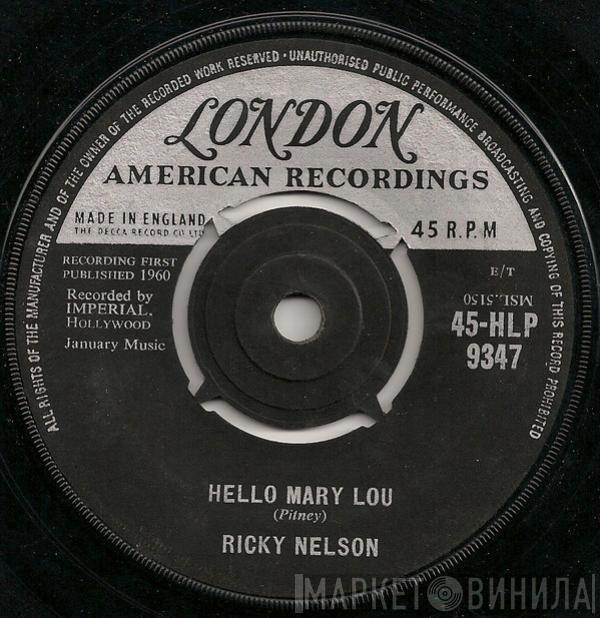 ALL RIGHTS OF THE MANUFACTURER AND OF THE OWNER OF THE RECORDED WORK RESERVED · UNAUTHORISED PUBLIC PERFORMANCE BROADCASTING AND COPYING OF THIS RECORD PROHIBITED
LONDON
AMERICAN RECORDINGS
MADE IN ENGLAND
THE DECCA RECORD CO LTD
45 R.P.M
RECORDING FIRST
PUBLISHED 1960
Recorded by
IMPERIAL,
HOLLYWOOD
January Music
E/T
MSL.5150
45-HLP
9347
HELLO MARY LOU
(Pitney)
RICKY NELSON
МАРКЕТ ВИНИЛА